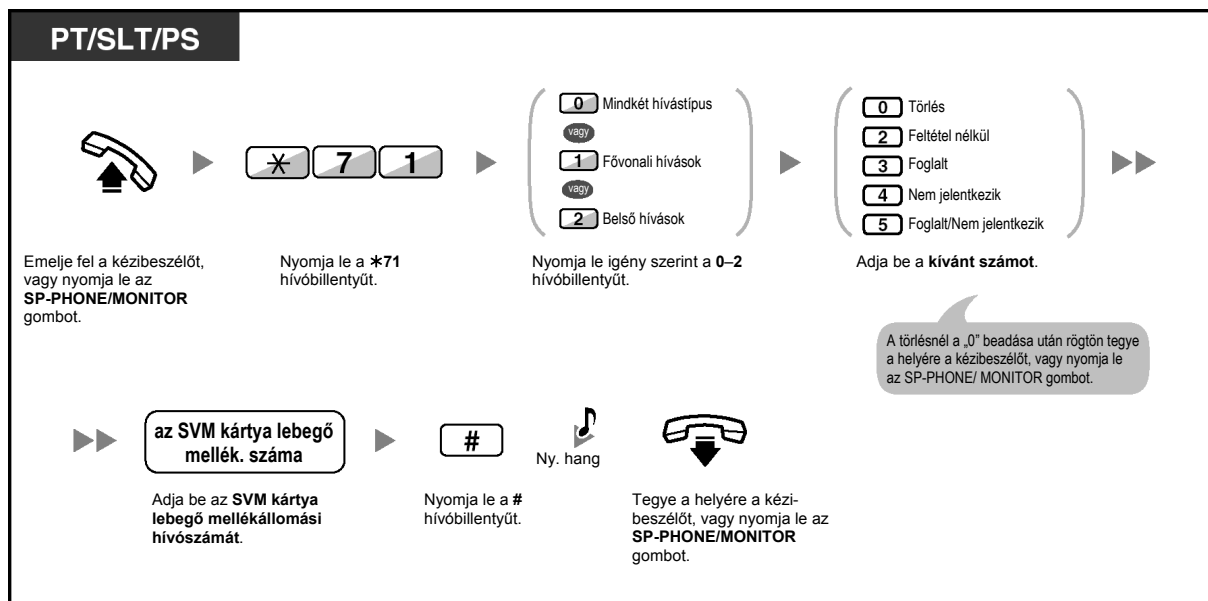 PT/SLT/PS
0 Mindkét hívástípus
vagy
1 Fővonali hívások
vagy
2 Belső hívások
0 Törlés
2 Feltétel nélkül
3 Foglalt
4 Nem jelentkezik
5 Foglalt/Nem jelentkezik
∗ 7 1
Emelje fel a kézibeszélőt,
vagy nyomja le az
SP-PHONE/MONITOR
gombot.
Nyomja le a ∗71
hívóbillentyűt.
Nyomja le igény szerint a 0–2
hívóbillentyűt.
Adja be a kívánt számot.
A törlésnél a „0” beadása után rögtön tegye
a helyére a kézibeszélőt, vagy nyomja le
az SP-PHONE/ MONITOR gombot.
az SVM kártya lebegő
mellék. száma
#
Ny. hang
Adja be az SVM kártya
lebegő mellékállomási
hívószámát.
Nyomja le a #
hívóbillentyűt.
Tegye a helyére a kézi-
beszélőt, vagy nyomja le az
SP-PHONE/MONITOR
gombot.